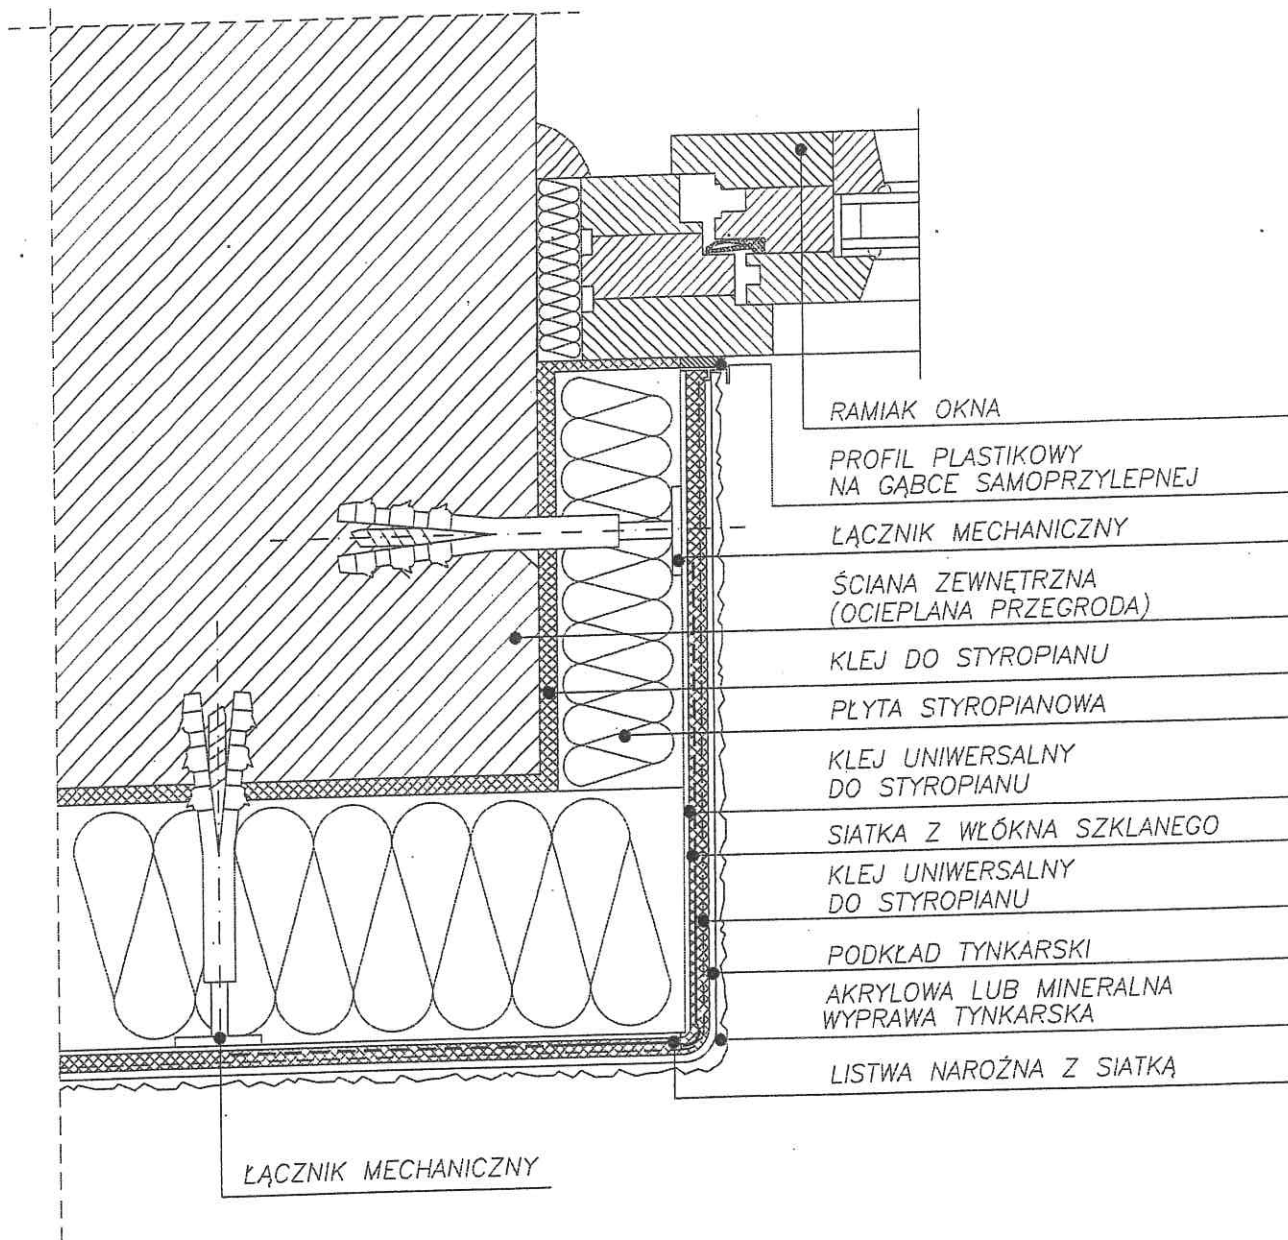 RAMIAK OKNA
PROFIL PLASTIKOWY
NA GĄBCE SAMOPRZYLEPNEJ
ŁĄCZNIK MECHANICZNY
ŚCIANA ZEWNĘTRZNA
(OCIEPLANA PRZEGRODA)
KLEJ DO STYROPIANU
PŁYTA STYROPIANOWA
KLEJ UNIWERSALNY
DO STYROPIANU
SIATKA Z WŁÓKNA SZKLANEGO
KLEJ UNIWERSALNY
DO STYROPIANU
PODKŁAD TYNKARSKI
AKRYLOWA LUB MINERALNA
WYPRAWA TYNKARSKA
LISTWA NAROŻNA Z SIATKĄ
ŁĄCZNIK MECHANICZNY